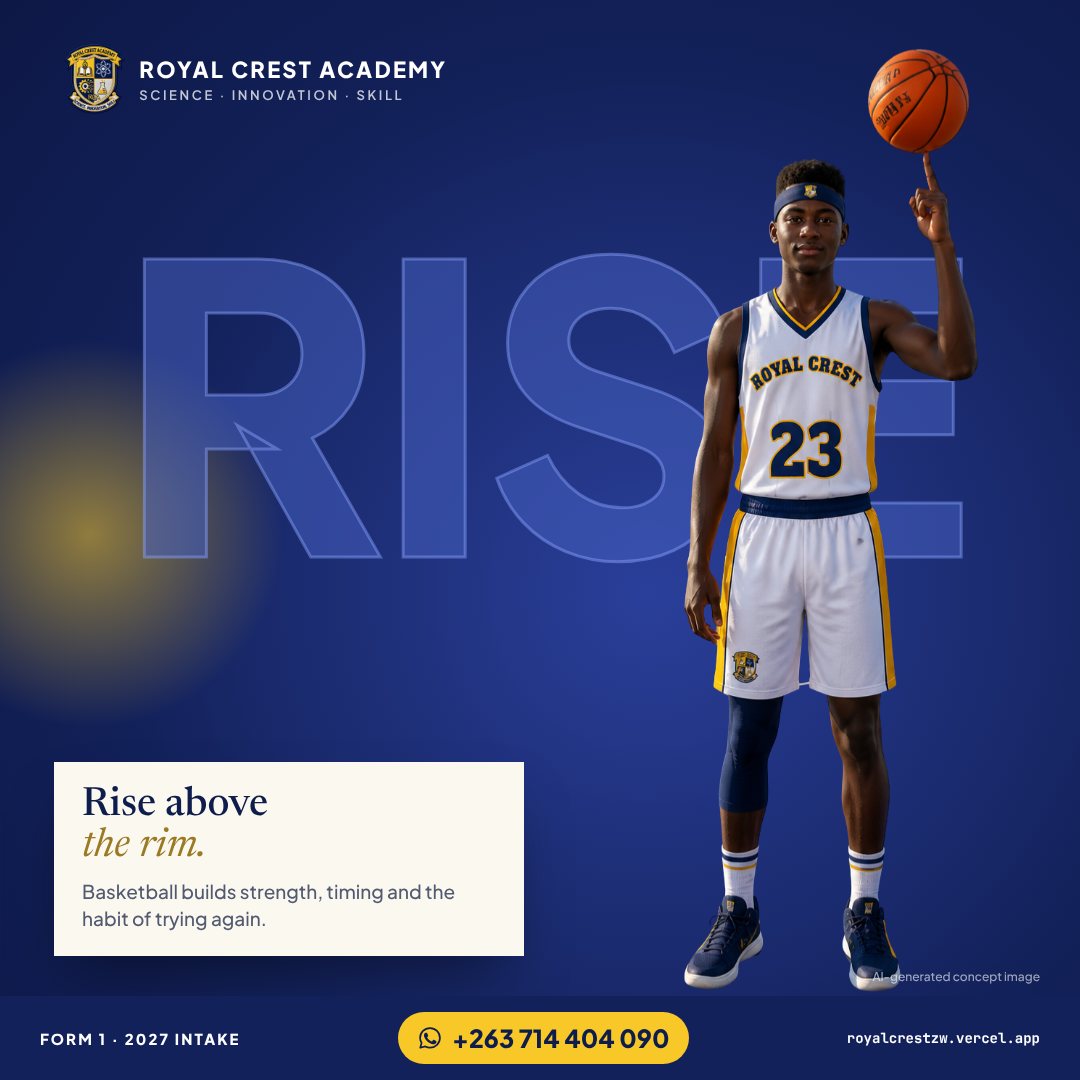 ROYAL CREST ACADEMY
SCIENCE · INNOVATION · SKILL
RISE
ROYAL CREST
23
Rise above
the rim.
Basketball builds strength, timing and the
habit of trying again.
AI-generated concept image
FORM 1 · 2027 INTAKE
+263 714 404 090
royalcrestzw.vercel.app